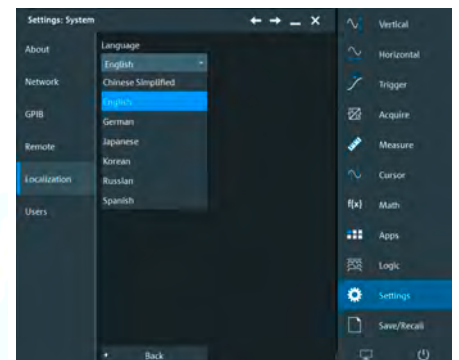 Settings: System
About
Network
GPIB
Remote
Localization
Users
Language
English
Chinese Simplified
English
German
Japanese
Korean
Russian
Spanish
Back
Vertical
Horizontal
Trigger
Acquire
Measure
Cursor
f(x) Math
Apps
Logic
Settings
Save/Recall